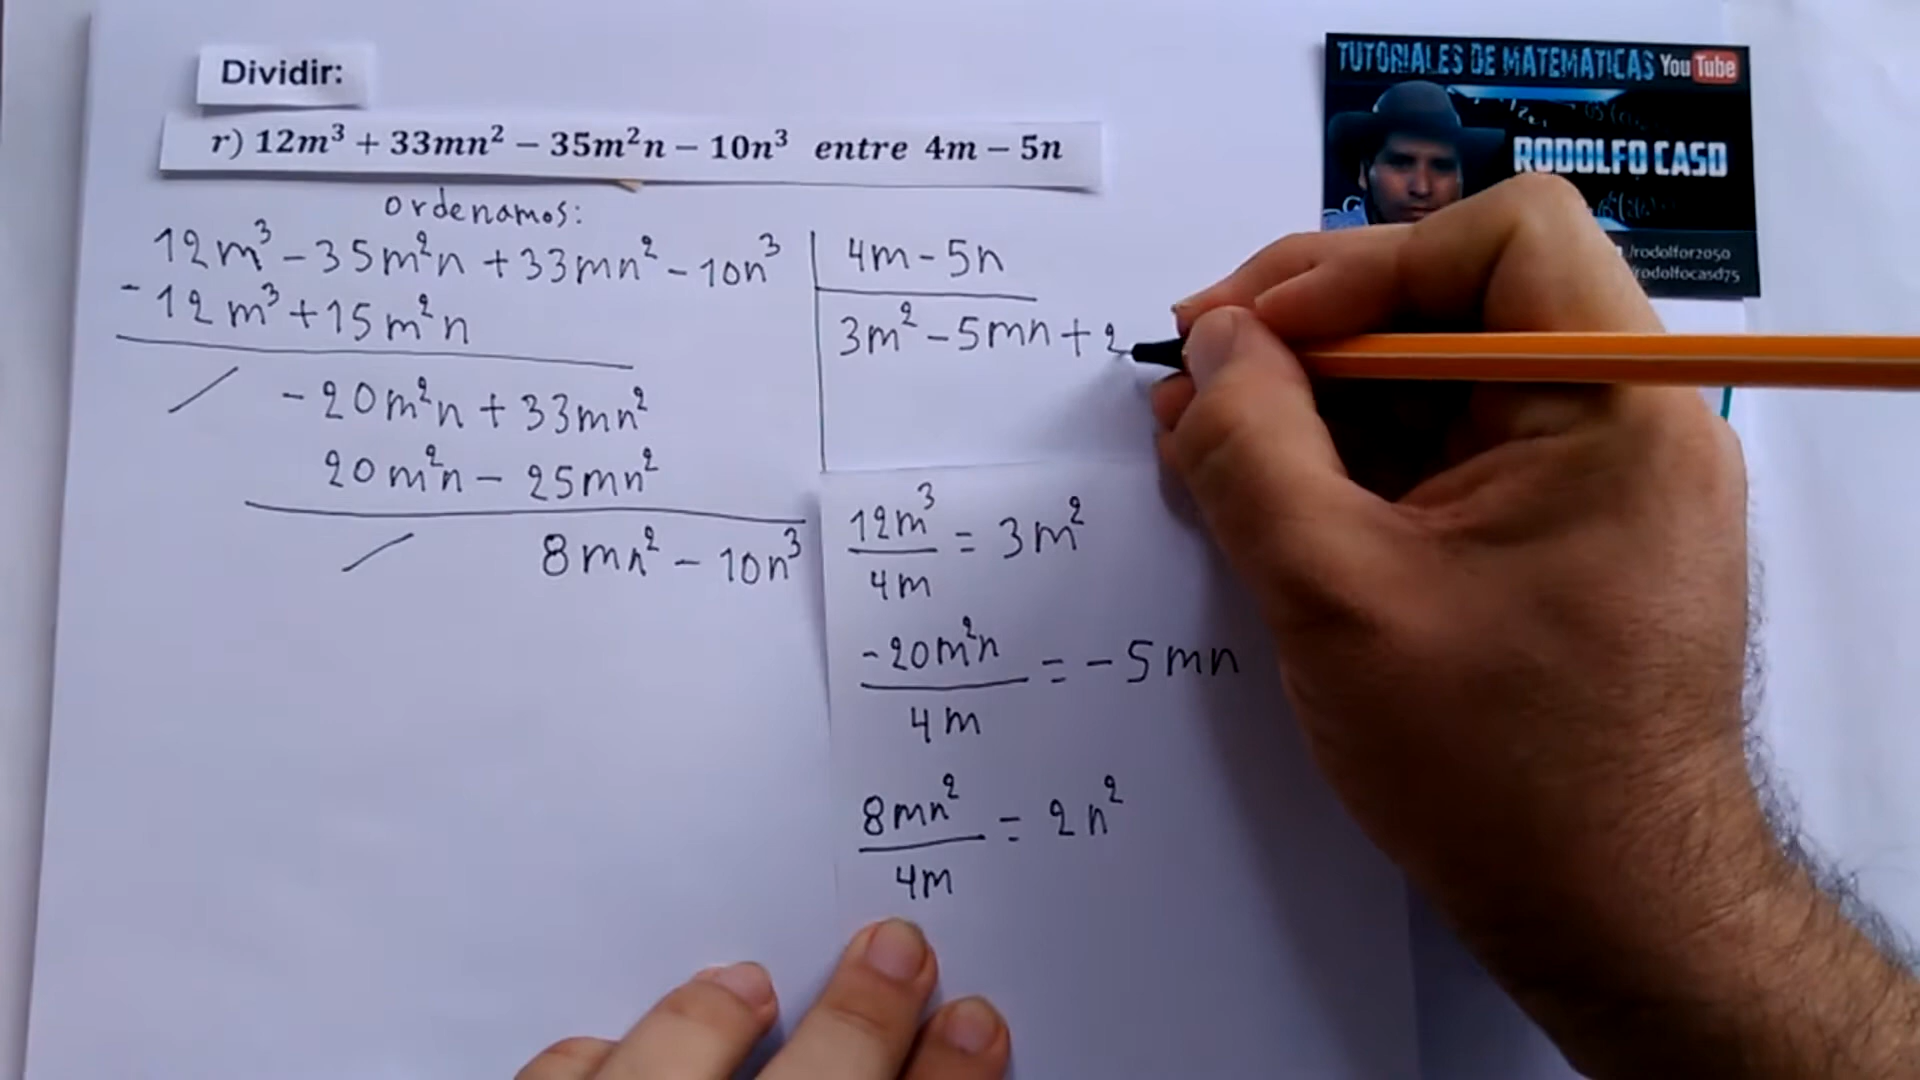 Dividir:
r) 12m³ + 33mn² − 35m²n − 10n³ entre 4m − 5n
ordenamos:
12m³ − 35m²n + 33mn² − 10n³
− 12m³ + 15m²n
− 20m²n + 33mn²
20m²n − 25mn²
8mn² − 10n³
4m − 5n
3m² − 5mn + 2
12m³/4m = 3m²
−20m²n/4m = −5mn
8mn²/4m = 2n²
TUTORIALES DE MATEMATICAS YouTube
RODOLFO CASD
/rodolfor2050
/rodolfocasd75